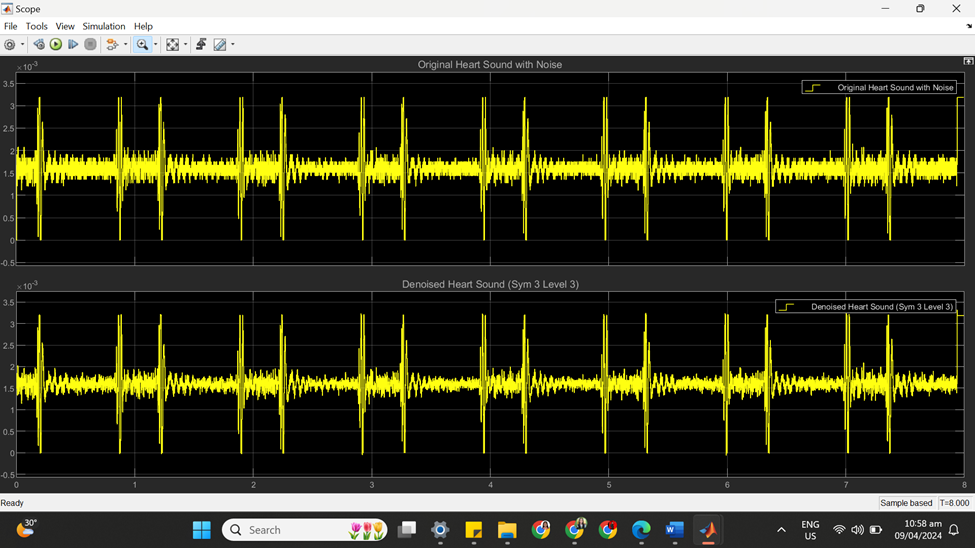 Scope
File Tools View Simulation Help
×10⁻³
Original Heart Sound with Noise
3.5
3
2.5
2
1.5
1
0.5
0
-0.5
Original Heart Sound with Noise
×10⁻³
Denoised Heart Sound (Sym 3 Level 3)
3.5
3
2.5
2
1.5
1
0.5
0
-0.5
Denoised Heart Sound (Sym 3 Level 3)
0 1 2 3 4 5 6 7 8
Ready
Sample based T=8.000
30°
Search
ENG
US
10:58 am
09/04/2024